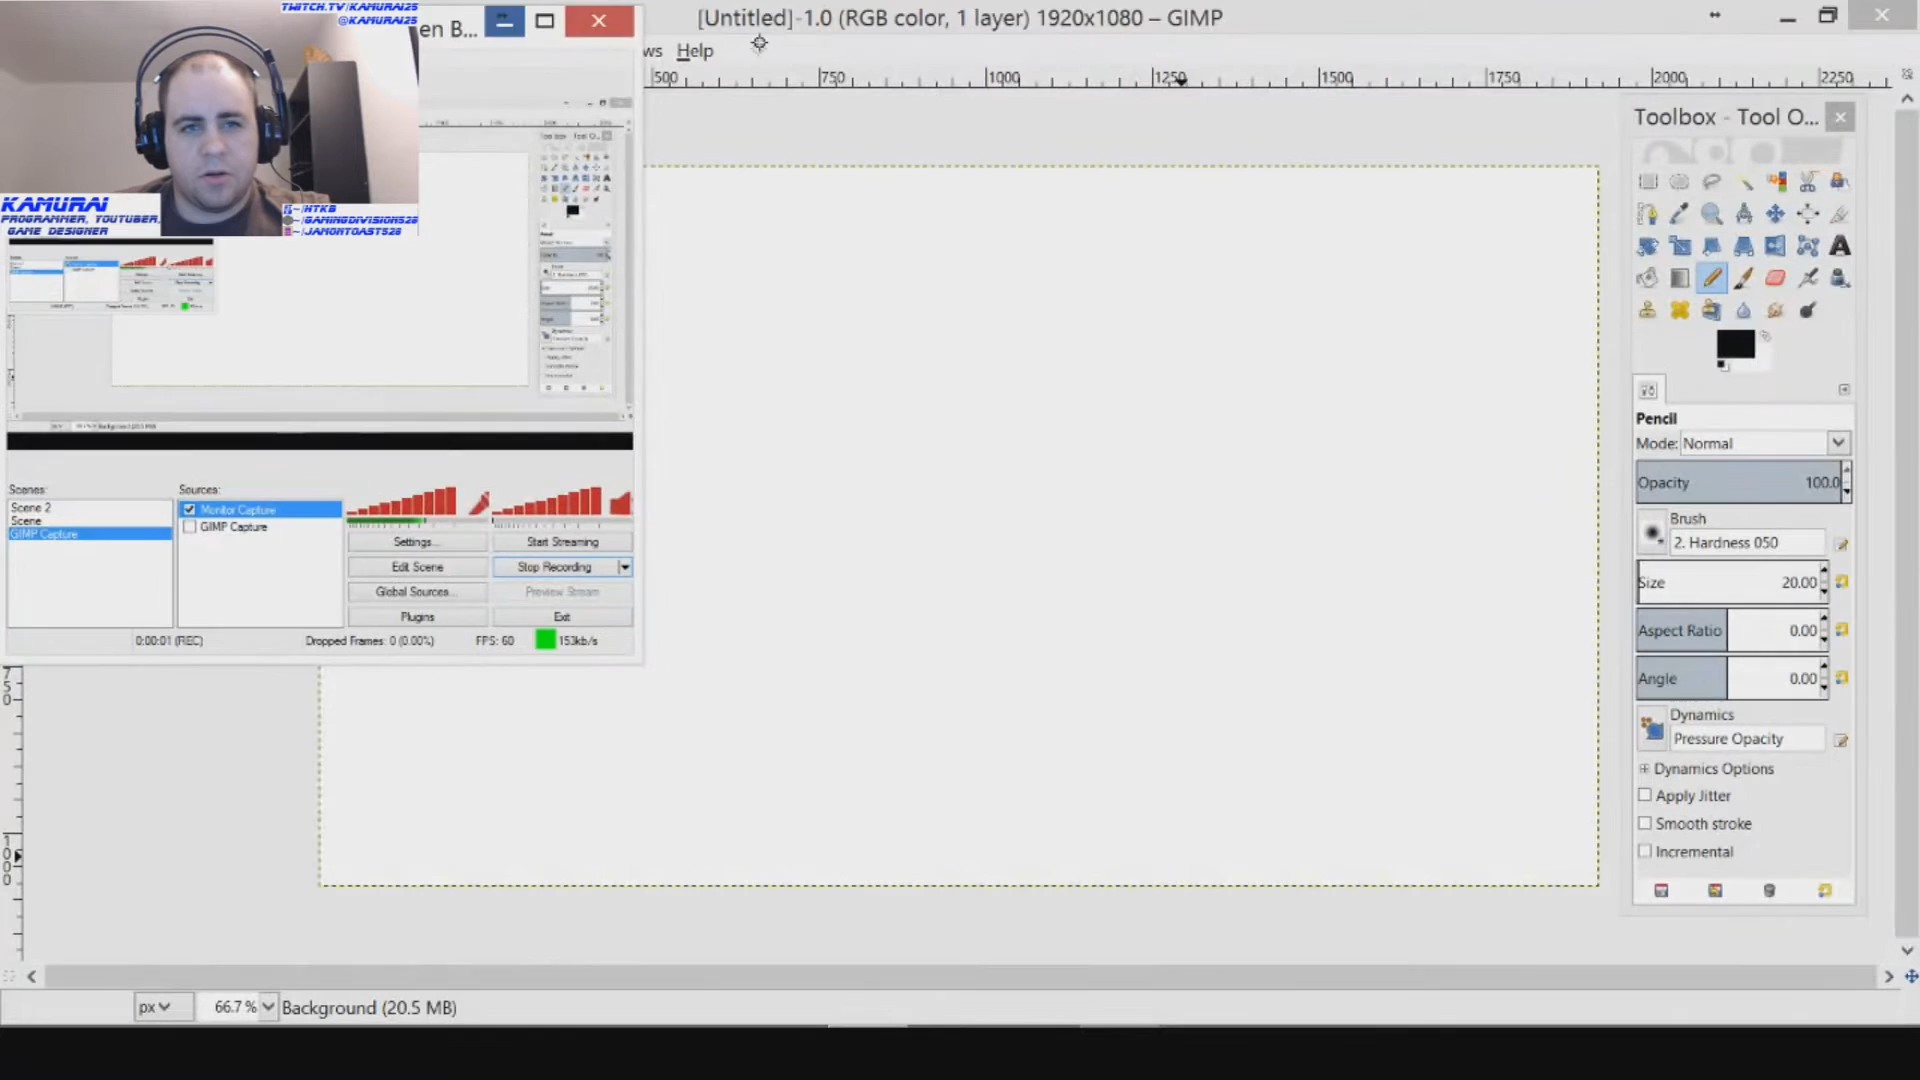 TWITCH.TV/KAMURAI25
@KAMURAI25
en B...
[Untitled]-1.0 (RGB color, 1 layer) 1920x1080 – GIMP
ws Help
500 750 1000 1250 1500 1750 2000 2250
KAMURAI
PROGRAMMER, YOUTUBER,
GAME DESIGNER
~/HTKB
~/GAMINGDIVISION528
~/JAMONTOAST528
Toolbox - Tool O...
Pencil
Mode: Normal
Opacity 100.0
Brush
2. Hardness 050
Size 20.00
Aspect Ratio 0.00
Angle 0.00
Dynamics
Pressure Opacity
Dynamics Options
Apply Jitter
Smooth stroke
Incremental
Scenes:
Scene 2
Scene
GIMP Capture
Sources:
Monitor Capture
GIMP Capture
Settings...
Start Streaming
Edit Scene
Stop Recording
Global Sources...
Preview Stream
Plugins
Exit
0:00:01 (REC)
Dropped Frames: 0 (0.00%)
FPS: 60
153kb/s
750
1000
px
66.7 %
Background (20.5 MB)